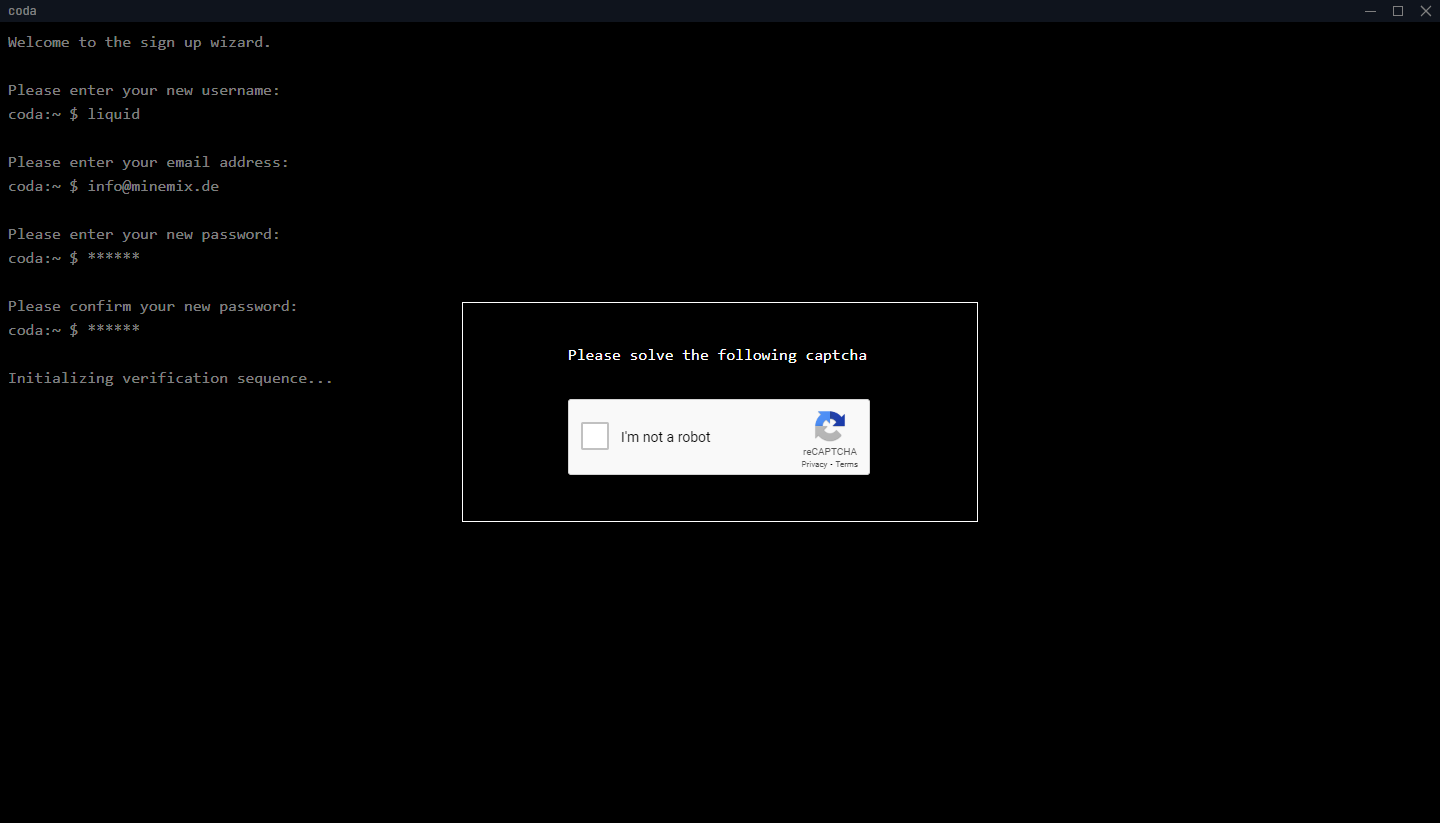 coda
Welcome to the sign up wizard.
Please enter your new username:
coda:~ $ liquid
Please enter your email address:
coda:~ $ info@minemix.de
Please enter your new password:
coda:~ $ ******
Please confirm your new password:
coda:~ $ ******
Initializing verification sequence...
Please solve the following captcha
I'm not a robot
reCAPTCHA
Privacy - Terms